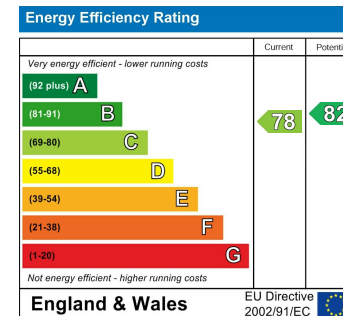 Energy Efficiency Rating
Current Potenti
Very energy efficient - lower running costs
(92 plus) A
(81-91) B
(69-80) C
(55-68) D
(39-54) E
(21-38) F
(1-20) G
78
82
Not energy efficient - higher running costs
England & Wales
EU Directive
2002/91/EC